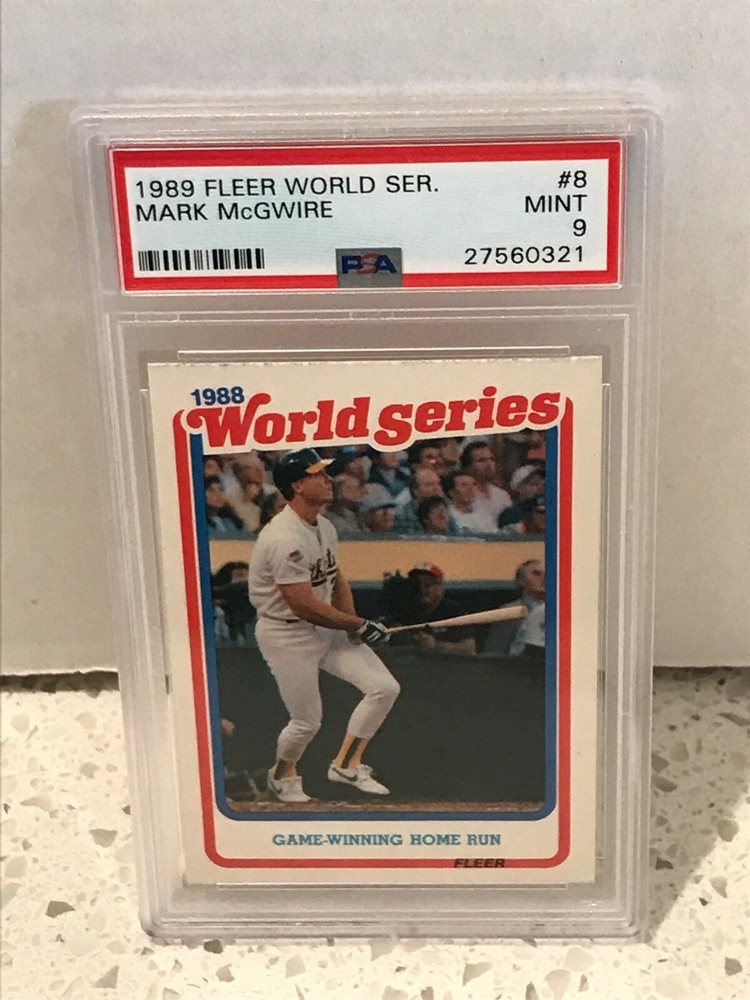 1989 FLEER WORLD SER. #8
MARK McGWIRE MINT
9
PSA 27560321
1988
World series
GAME-WINNING HOME RUN
FLEER